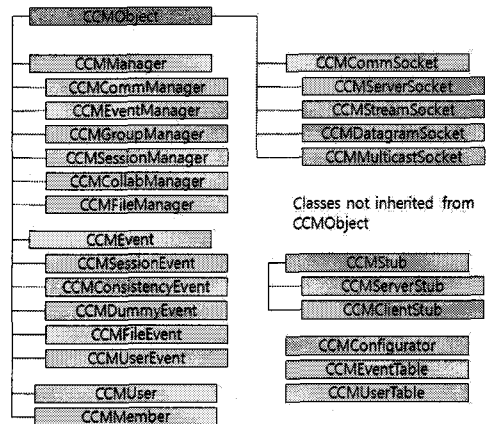 CCMObject
CCMManager
CCMCommManager
CCMEventManager
CCMGroupManager
CCMSessionManager
CCMCollabManager
CCMFileManager
CCMEvent
CCMSessionEvent
CCMConsistencyEvent
CCMDummyEvent
CCMFileEvent
CCMUserEvent
CCMUser
CCMMember
CCMCommSocket
CCMServerSocket
CCMStreamSocket
CCMDatagramSocket
CCMMulticastSocket
Classes not inherited from
CCMObject
CCMStub
CCMServerStub
CCMClientStub
CCMConfigurator
CCMEventTable
CCMUserTable